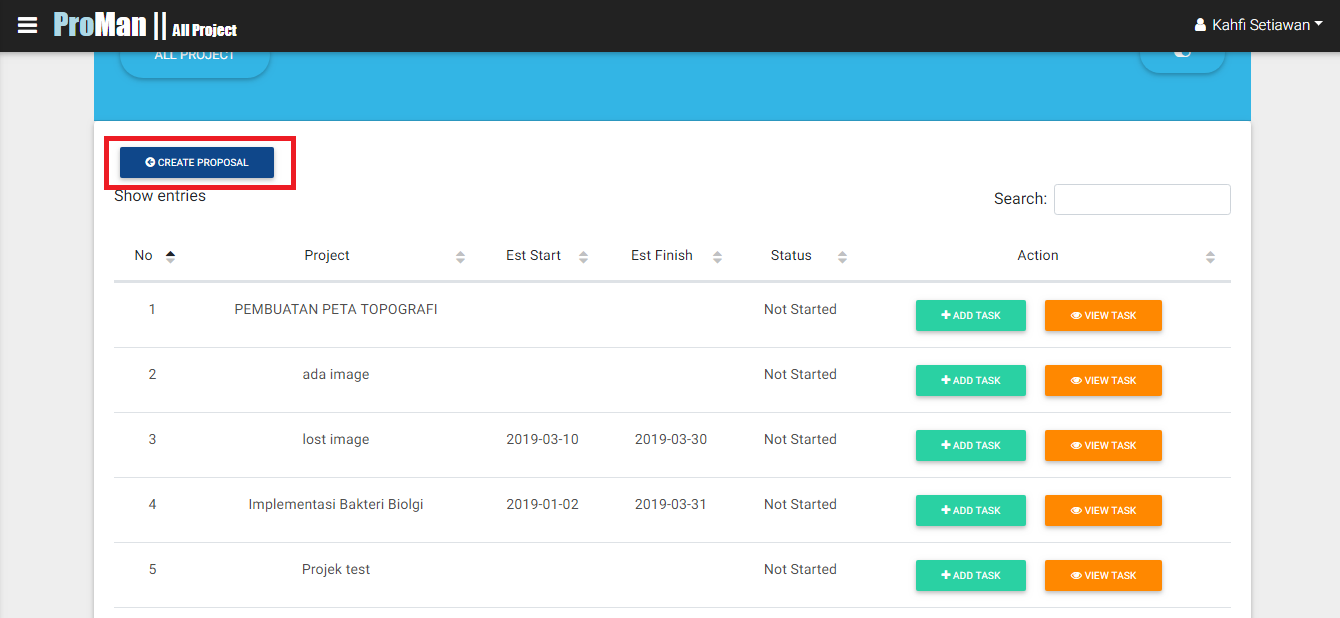 ProMan || All Project
Kahfi Setiawan
ALL PROJECT
CREATE PROPOSAL
Show entries
Search:
No Project Est Start Est Finish Status Action
1 PEMBUATAN PETA TOPOGRAFI Not Started ADD TASK VIEW TASK
2 ada image Not Started ADD TASK VIEW TASK
3 lost image 2019-03-10 2019-03-30 Not Started ADD TASK VIEW TASK
4 Implementasi Bakteri Biolgi 2019-01-02 2019-03-31 Not Started ADD TASK VIEW TASK
5 Projek test Not Started ADD TASK VIEW TASK